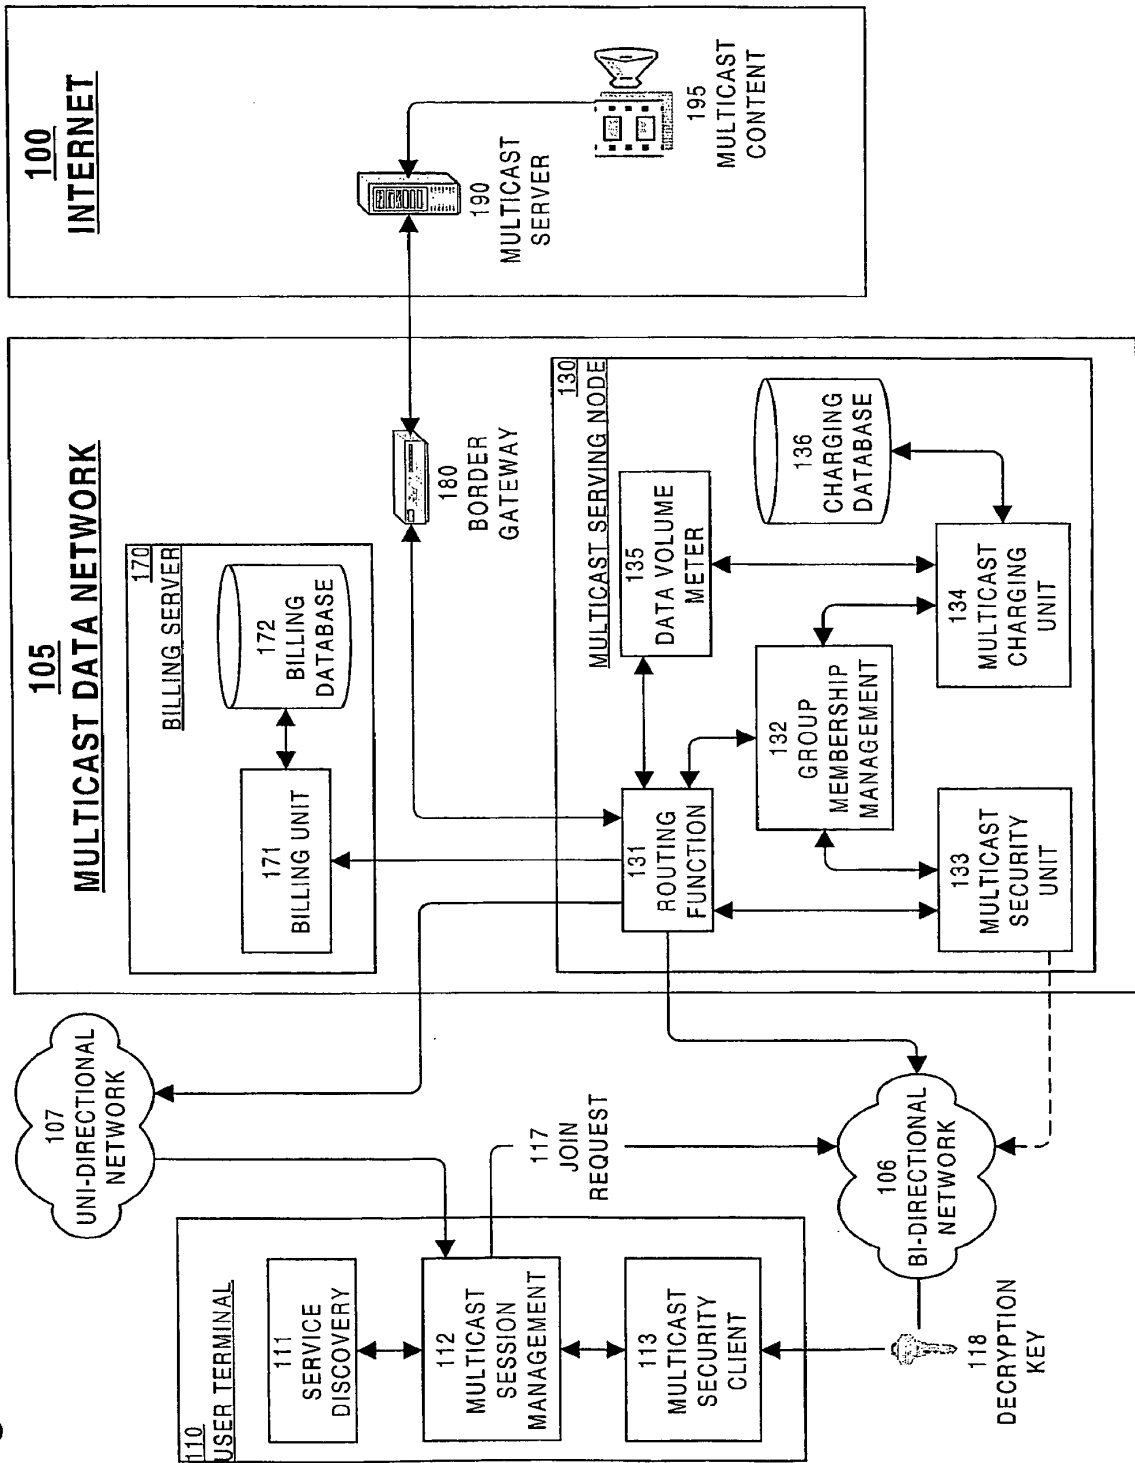 100
INTERNET
190
MULTICAST
SERVER
195
MULTICAST
CONTENT
105
MULTICAST DATA NETWORK
170
BILLING SERVER
171
BILLING UNIT
172
BILLING
DATABASE
180
BORDER
GATEWAY
130
MULTICAST SERVING NODE
131
ROUTING
FUNCTION
135
DATA VOLUME
METER
132
GROUP
MEMBERSHIP
MANAGEMENT
136
CHARGING
DATABASE
133
MULTICAST
SECURITY
UNIT
134
MULTICAST
CHARGING
UNIT
107
UNI-DIRECTIONAL
NETWORK
117
JOIN
REQUEST
106
BI-DIRECTIONAL
NETWORK
110
USER TERMINAL
111
SERVICE
DISCOVERY
112
MULTICAST
SESSION
MANAGEMENT
113
MULTICAST
SECURITY
CLIENT
118
DECRYPTION
KEY